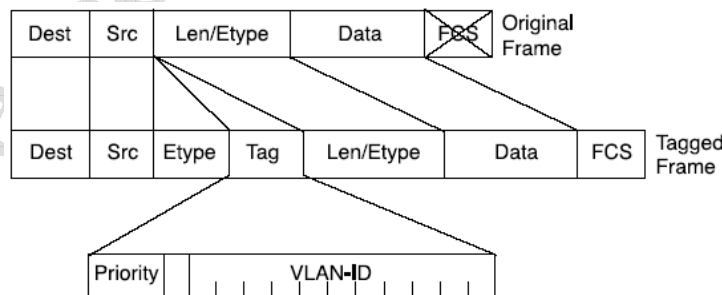 Dest Src Len/Etype Data FCS Original
Frame
Dest Src Etype Tag Len/Etype Data FCS Tagged
Frame
Priority VLAN-ID